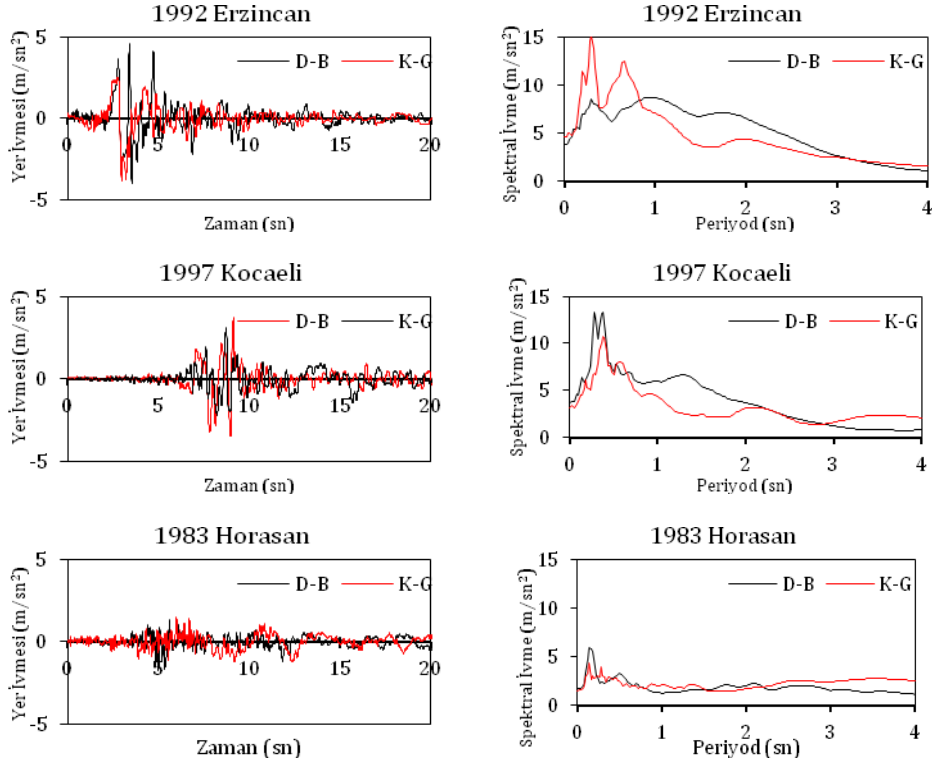 1992 Erzincan
Yer İvmesi (m/sn²)
5
0
-5
D-B
K-G
0 5 10 15 20
Zaman (sn)
1992 Erzincan
Spektral İvme (m/sn²)
15
10
5
0
D-B
K-G
0 1 2 3 4
Periyod (sn)
1997 Kocaeli
Yer İvmesi (m/sn²)
5
0
-5
D-B
K-G
0 5 10 15 20
Zaman (sn)
1997 Kocaeli
Spektral İvme (m/sn²)
15
10
5
0
D-B
K-G
0 1 2 3 4
Periyod (sn)
1983 Horasan
Yer İvmesi (m/sn²)
5
0
-5
D-B
K-G
0 5 10 15 20
Zaman (sn)
1983 Horasan
Spektral İvme (m/sn²)
15
10
5
0
D-B
K-G
0 1 2 3 4
Periyod (sn)